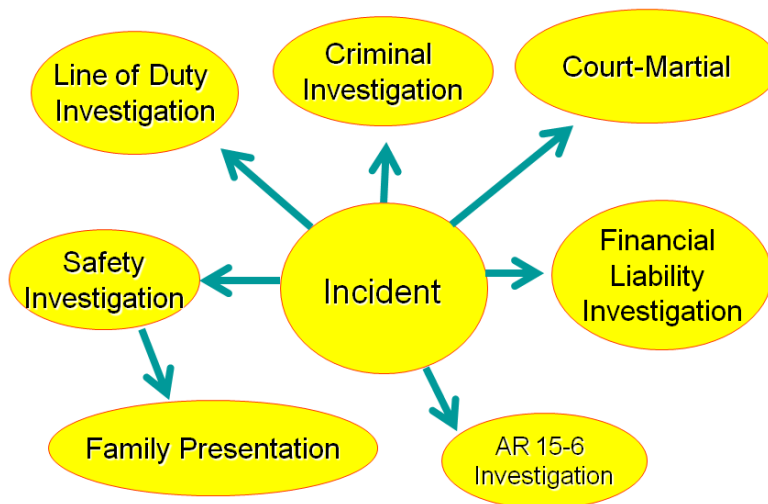 Line of Duty
Investigation
Criminal
Investigation
Court-Martial
Safety
Investigation
Incident
Financial
Liability
Investigation
Family Presentation
AR 15-6
Investigation